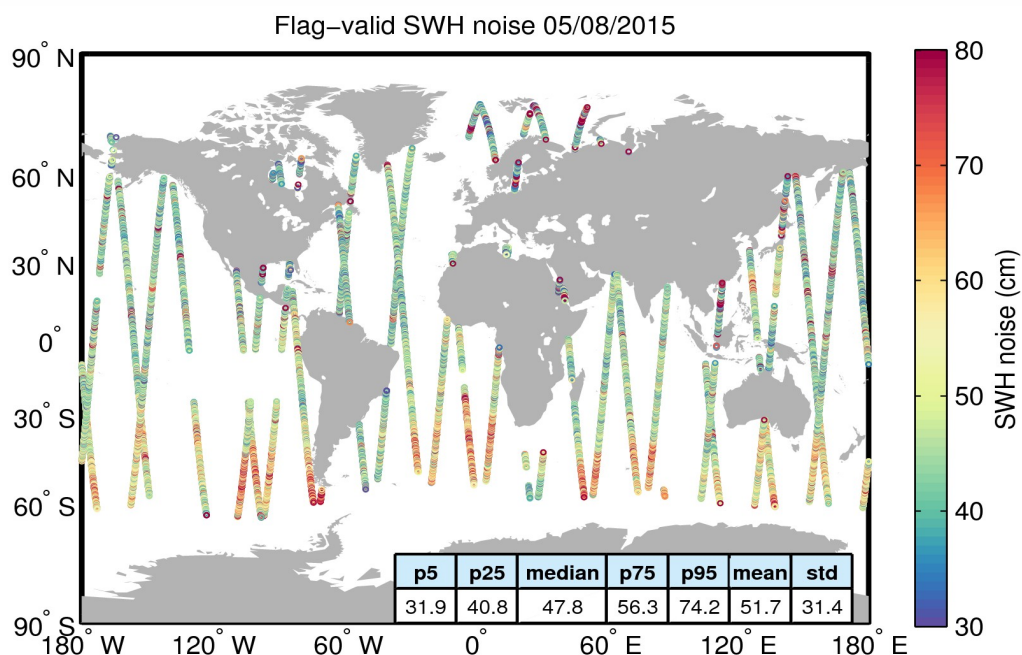 Flag−valid SWH noise 05/08/2015
90° N
60° N
30° N
0°
30° S
60° S
90° S
180° W 120° W 60° W 0° 60° E 120° E 180° E
p5 p25 median p75 p95 mean std
31.9 40.8 47.8 56.3 74.2 51.7 31.4
80
70
60
50
40
30
SWH noise (cm)